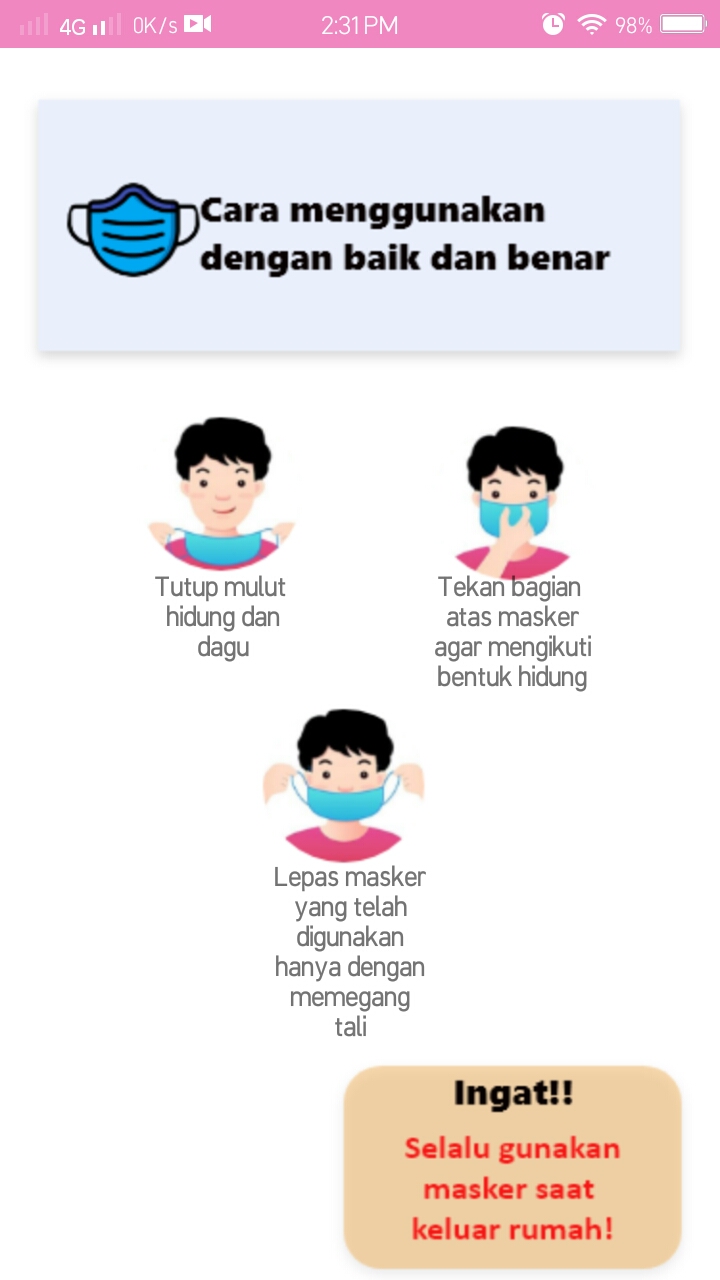 4G 0K/s 2:31 PM 98%
Cara menggunakan
dengan baik dan benar
Tutup mulut
hidung dan
dagu
Tekan bagian
atas masker
agar mengikuti
bentuk hidung
Lepas masker
yang telah
digunakan
hanya dengan
memegang
tali
Ingat!!
Selalu gunakan
masker saat
keluar rumah!